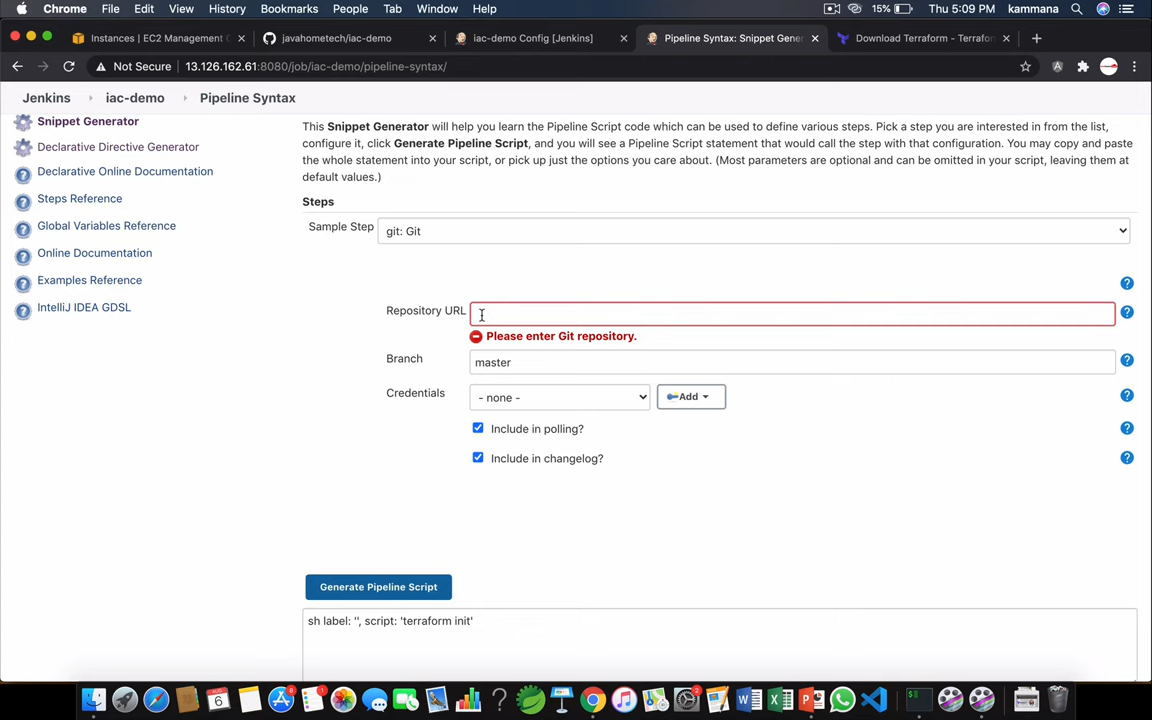 Chrome File Edit View History Bookmarks People Tab Window Help 15% Thu 5:09 PM kammana
Instances | EC2 Management C
javahometech/iac-demo
iac-demo Config [Jenkins]
Pipeline Syntax: Snippet Gener
Download Terraform - Terrafor
Not Secure 13.126.162.61:8080/job/iac-demo/pipeline-syntax/
Jenkins iac-demo Pipeline Syntax
Snippet Generator
Declarative Directive Generator
Declarative Online Documentation
Steps Reference
Global Variables Reference
Online Documentation
Examples Reference
IntelliJ IDEA GDSL
This Snippet Generator will help you learn the Pipeline Script code which can be used to define various steps. Pick a step you are interested in from the list,
configure it, click Generate Pipeline Script, and you will see a Pipeline Script statement that would call the step with that configuration. You may copy and paste
the whole statement into your script, or pick up just the options you care about. (Most parameters are optional and can be omitted in your script, leaving them at
default values.)
Steps
Sample Step git: Git
Repository URL
Please enter Git repository.
Branch master
Credentials - none - Add
Include in polling?
Include in changelog?
Generate Pipeline Script
sh label: '', script: 'terraform init'